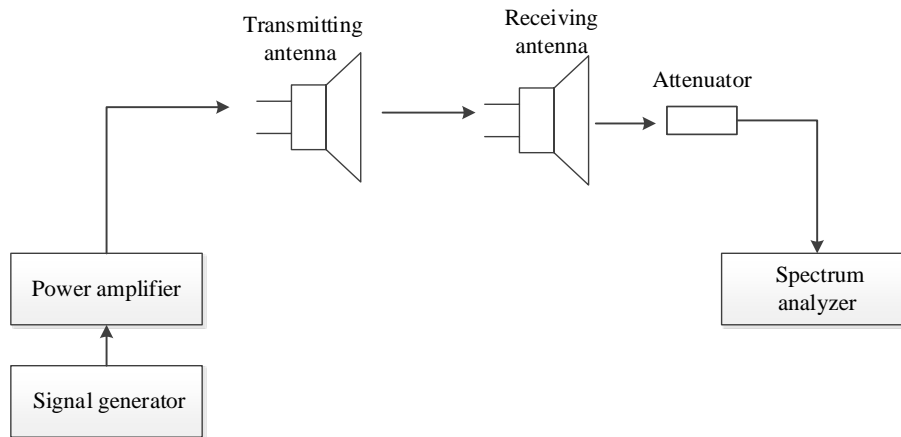 Transmitting
antenna
Receiving
antenna
Attenuator
Power amplifier
Spectrum
analyzer
Signal generator